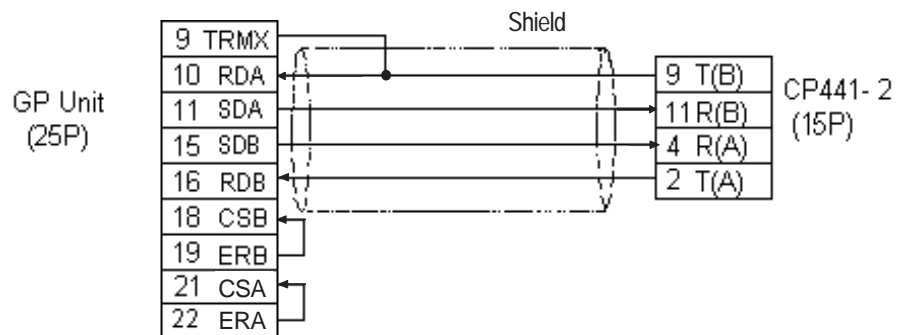 Shield
GP Unit
(25P)
9 TRMX
10 RDA
11 SDA
15 SDB
16 RDB
18 CSB
19 ERB
21 CSA
22 ERA
9 T(B)
11 R(B)
4 R(A)
2 T(A)
CP441- 2
(15P)